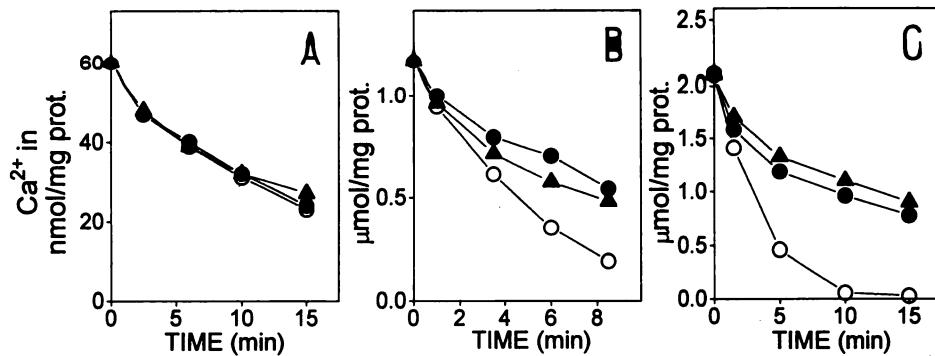 A
B
C
2.5
60
2.0
1.0
1.5
40
1.0
0.5
20
0.5
0
0.0
0.0
0 5 10 15
0 2 4 6 8
0 5 10 15
TIME (min)
TIME (min)
TIME (min)
Ca2+ in
nmol/mg prot.
µmol/mg prot.
µmol/mg prot.